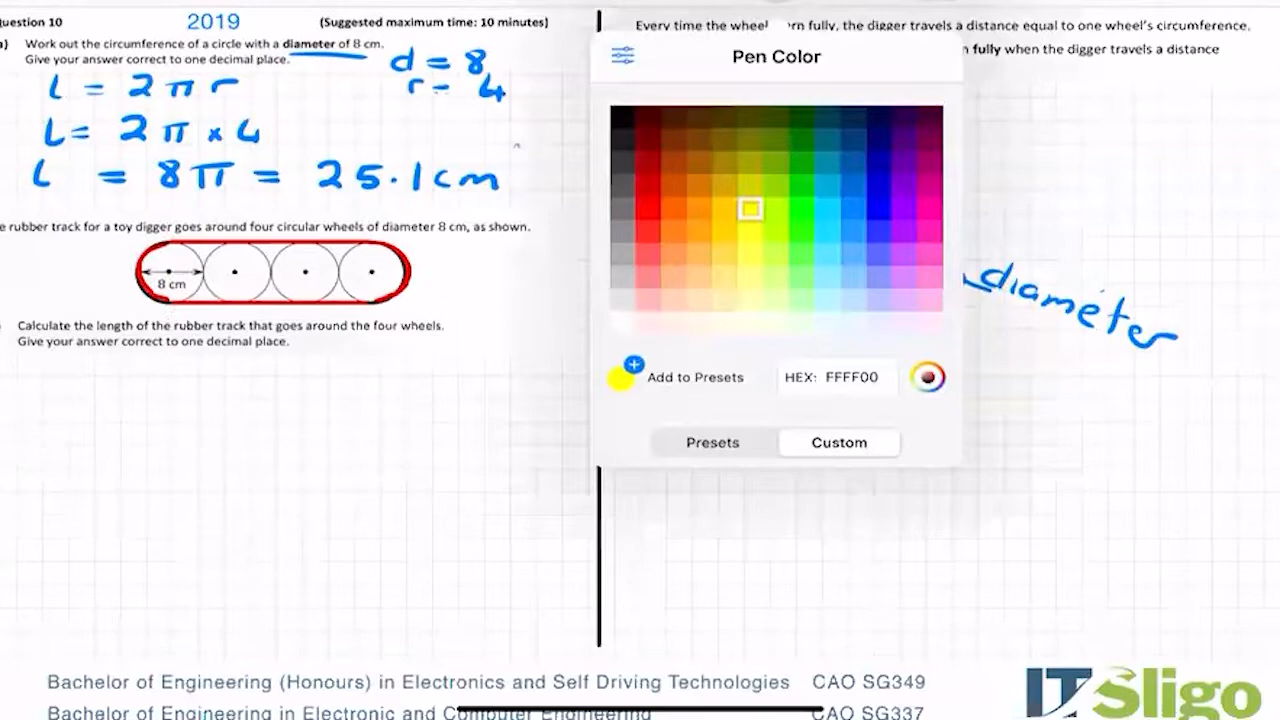 uestion 10 2019 (Suggested maximum time: 10 minutes)
Work out the circumference of a circle with a diameter of 8 cm.
Give your answer correct to one decimal place.
d = 8
r = 4
L = 2 π r
L = 2 π × 4
L = 8π = 25.1cm
e rubber track for a toy digger goes around four circular wheels of diameter 8 cm, as shown.
8 cm
Calculate the length of the rubber track that goes around the four wheels.
Give your answer correct to one decimal place.
Every time the wheel rn fully, the digger travels a distance equal to one wheel's circumference.
fully when the digger travels a distance
Pen Color
Add to Presets HEX: FFFF00
Presets Custom
diameter
Bachelor of Engineering (Honours) in Electronics and Self Driving Technologies CAO SG349
Bachelor of Engineering in Electronic and Computer Engineering CAO SG337
IT Sligo